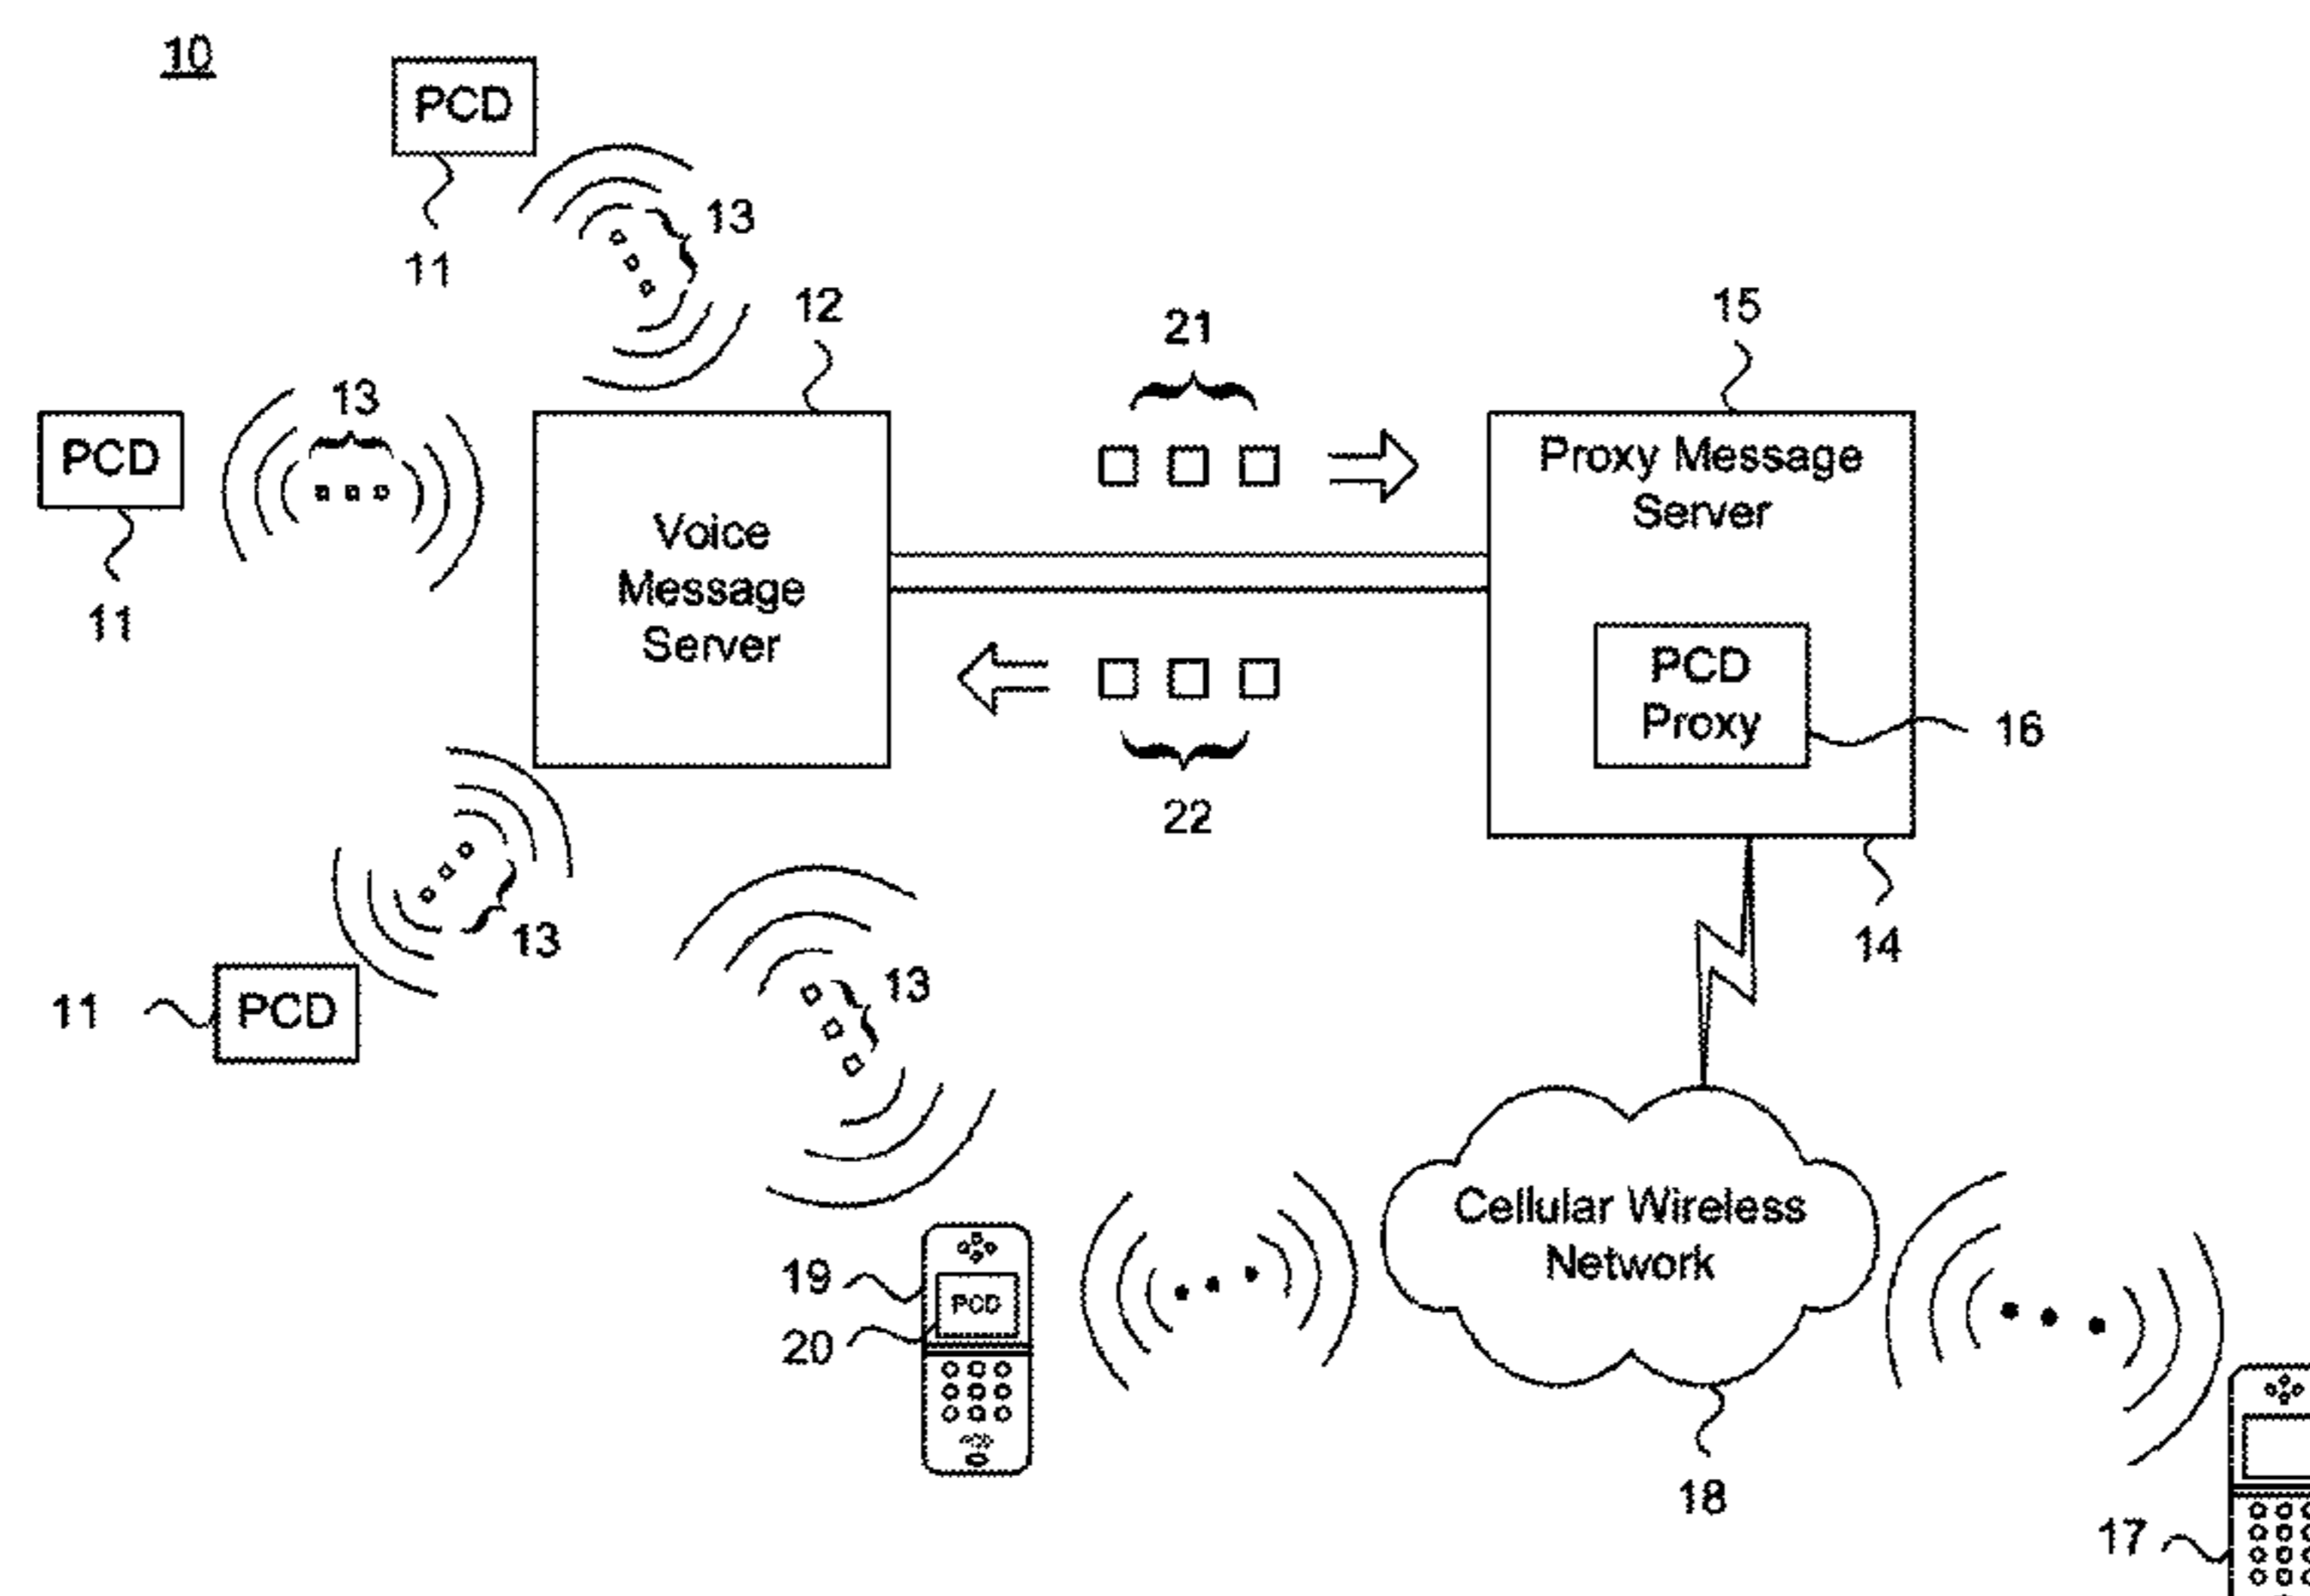 10
PCD
11
13
12
21
15
PCD
13
11
Voice
Message
Server
Proxy Message
Server
PCD
Proxy
16
22
14
13
11
PCD
13
19
PCD
20
Cellular Wireless
Network
18
17